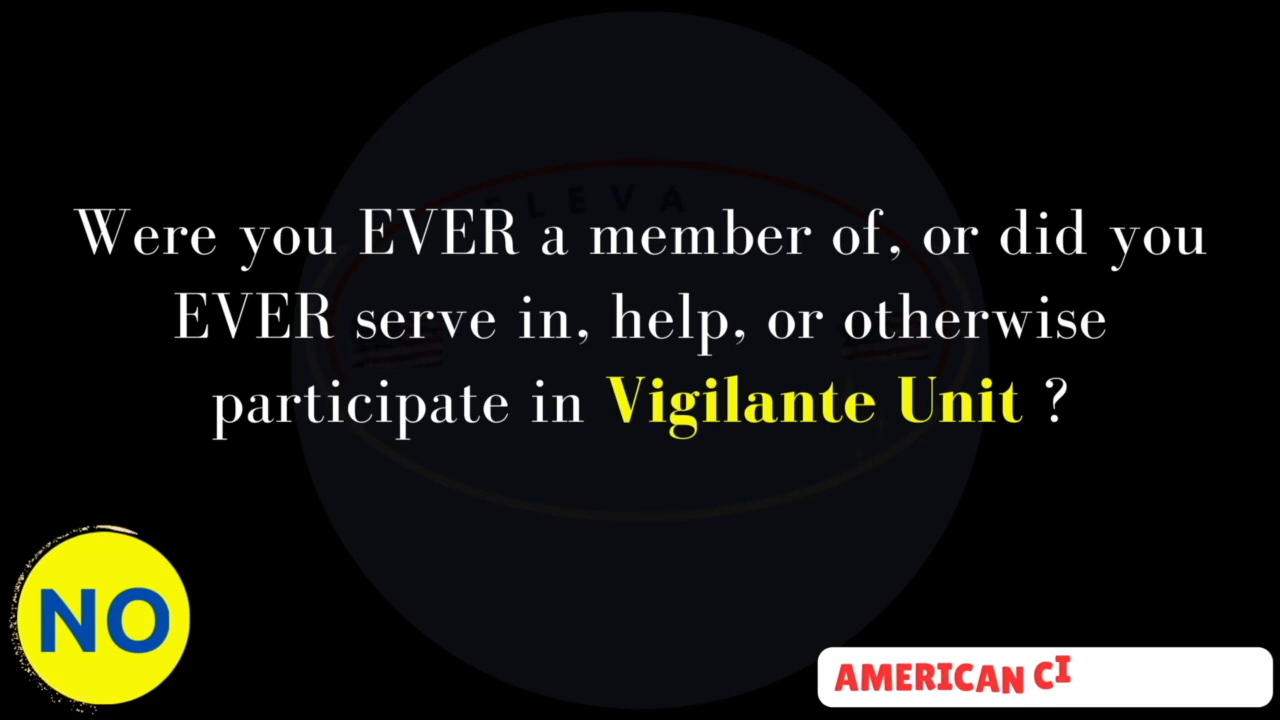 ELEVA
Were you EVER a member of, or did you
EVER serve in, help, or otherwise
participate in Vigilante Unit ?
NO
AMERICAN CI